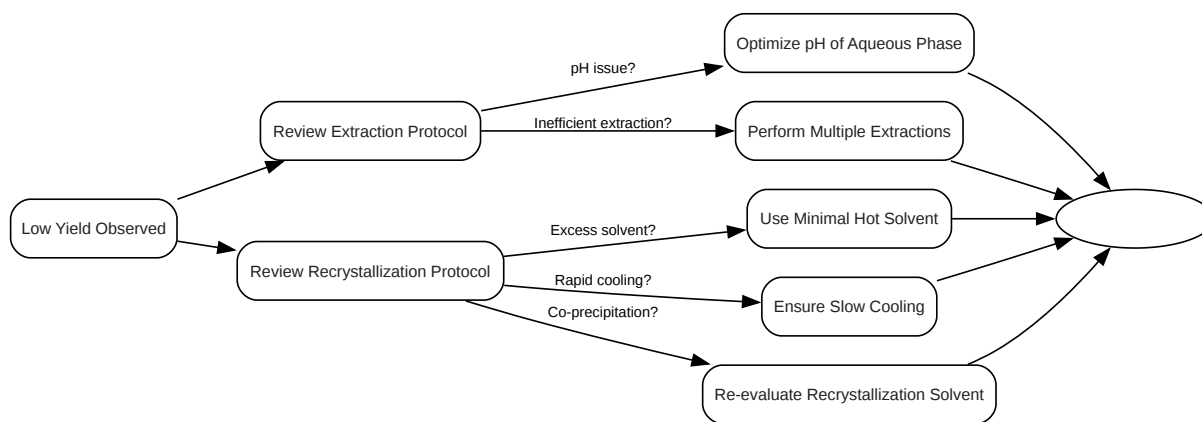 Optimize pH of Aqueous Phase
pH issue?
Review Extraction Protocol
Inefficient extraction?
Perform Multiple Extractions
Low Yield Observed
Use Minimal Hot Solvent
Excess solvent?
Review Recrystallization Protocol
Rapid cooling?
Ensure Slow Cooling
Co-precipitation?
Re-evaluate Recrystallization Solvent